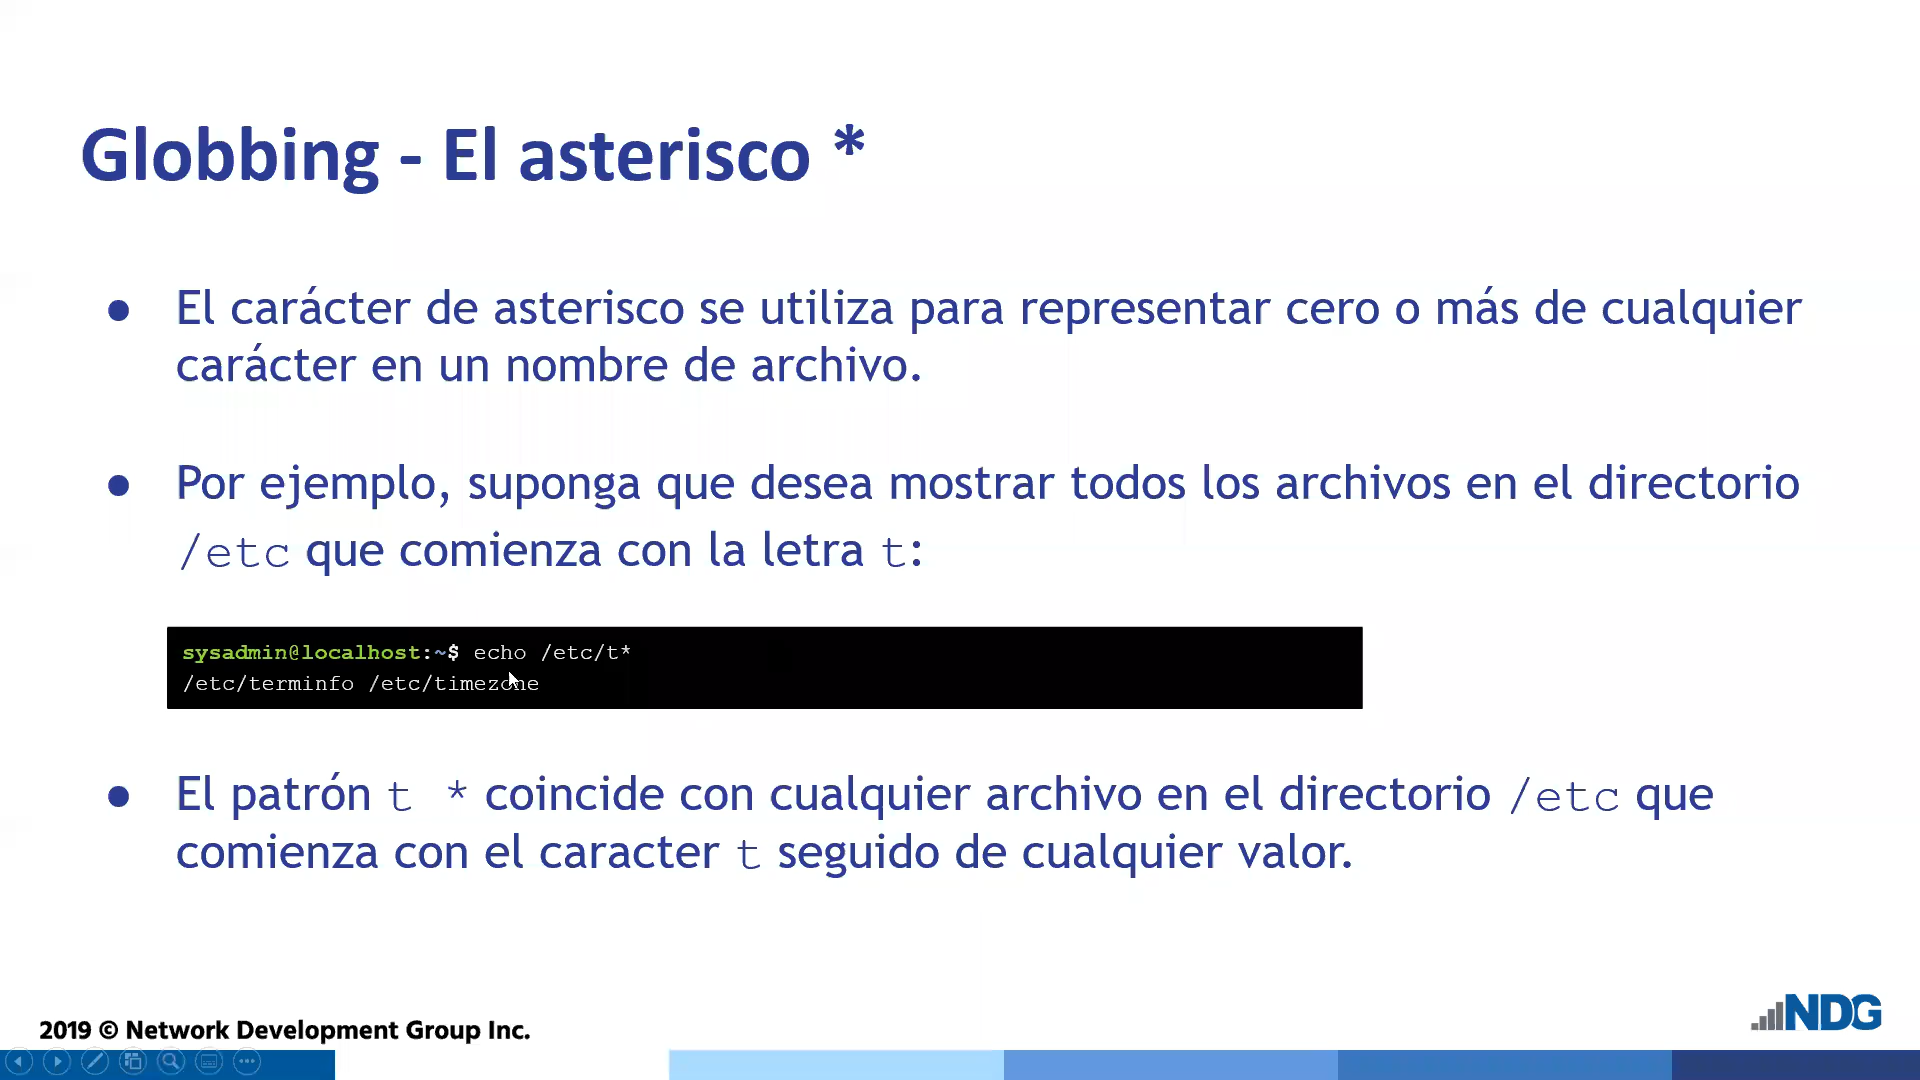 Globbing - El asterisco *
● El carácter de asterisco se utiliza para representar cero o más de cualquier
carácter en un nombre de archivo.
● Por ejemplo, suponga que desea mostrar todos los archivos en el directorio
/etc que comienza con la letra t:
sysadmin@localhost:~$ echo /etc/t*
/etc/terminfo /etc/timezone
● El patrón t * coincide con cualquier archivo en el directorio /etc que
comienza con el caracter t seguido de cualquier valor.
NDG
2019 © Network Development Group Inc.